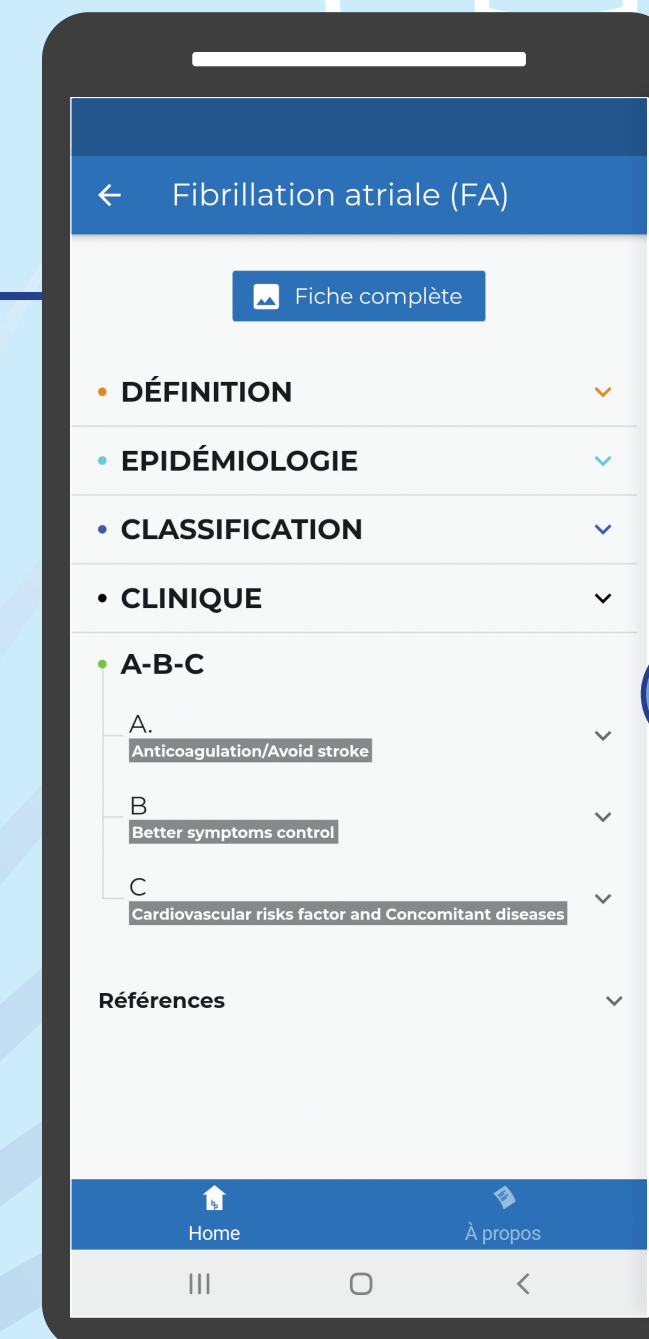 Fibrillation atriale (FA)
Fiche complète
DÉFINITION
EPIDÉMIOLOGIE
CLASSIFICATION
CLINIQUE
A-B-C
A.
Anticoagulation/Avoid stroke
B
Better symptoms control
C
Cardiovascular risks factor and Concomitant diseases
Références
Home
À propos